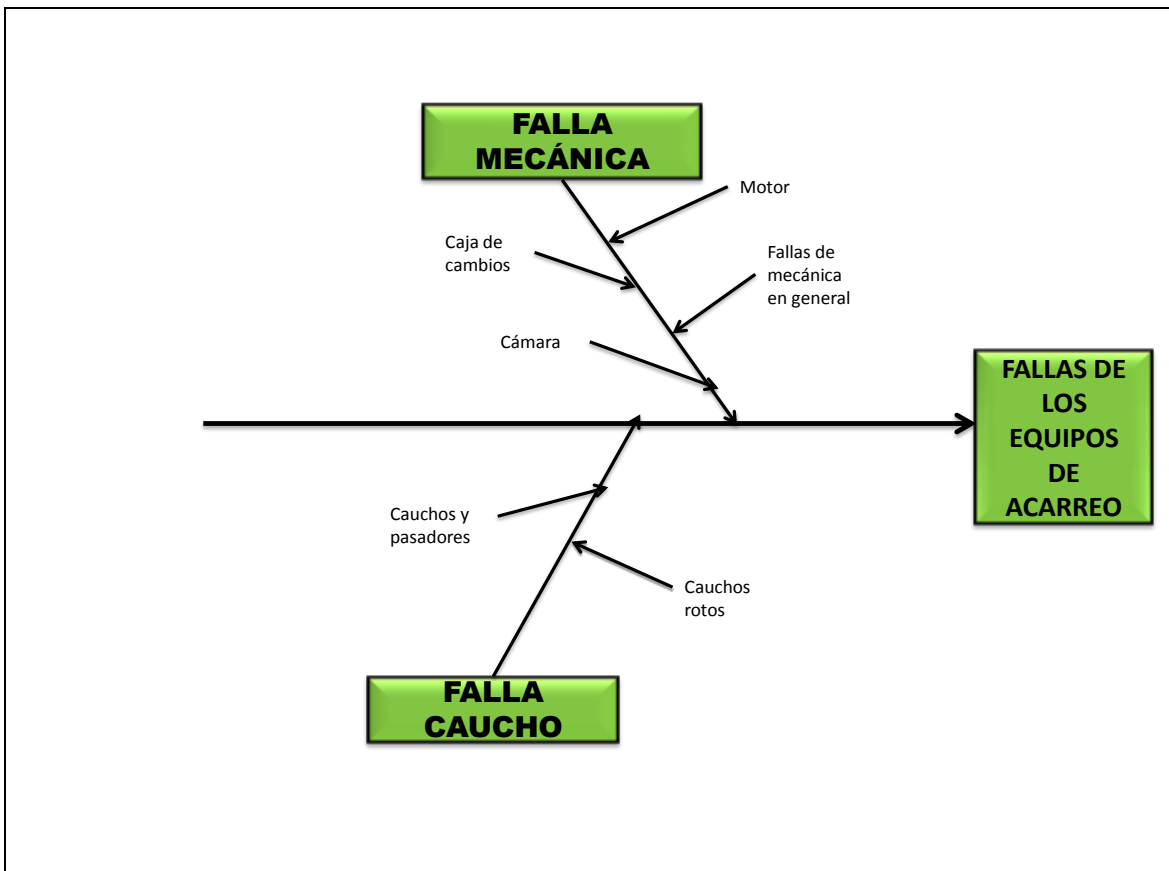 FALLA
MECÁNICA
Motor
Caja de
cambios
Fallas de
mecánica
en general
Cámara
FALLAS DE
LOS
EQUIPOS
DE
ACARREO
Cauchos y
pasadores
Cauchos
rotos
FALLA
CAUCHO